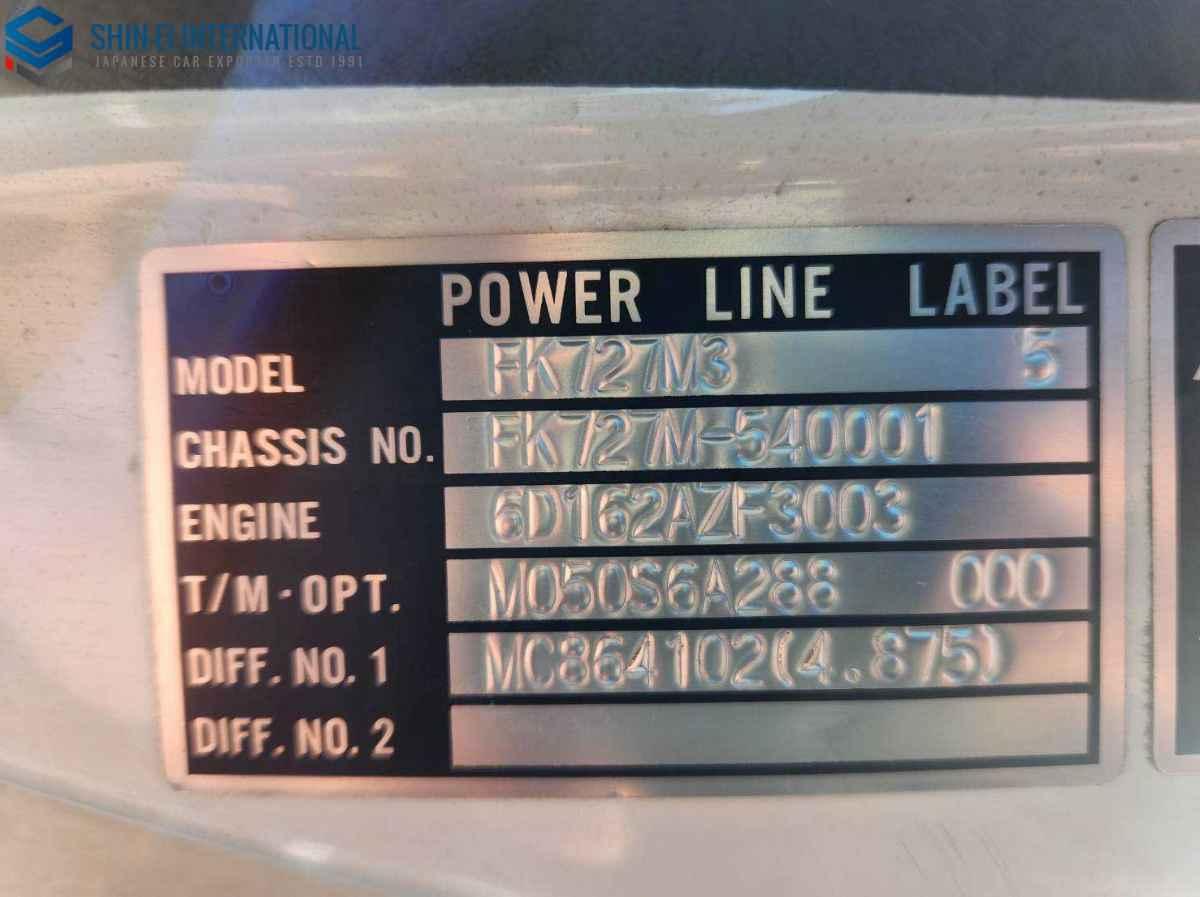 SHIN-EI INTERNATIONAL
JAPANESE CAR EXPORTER ESTD 1991
POWER LINE LABEL
MODEL FK727M3 5
CHASSIS NO. FK727M-540001
ENGINE 6D162AZF3003
T/M·OPT. M050S6A288 000
DIFF. NO. 1 MC864102(4.875)
DIFF. NO. 2